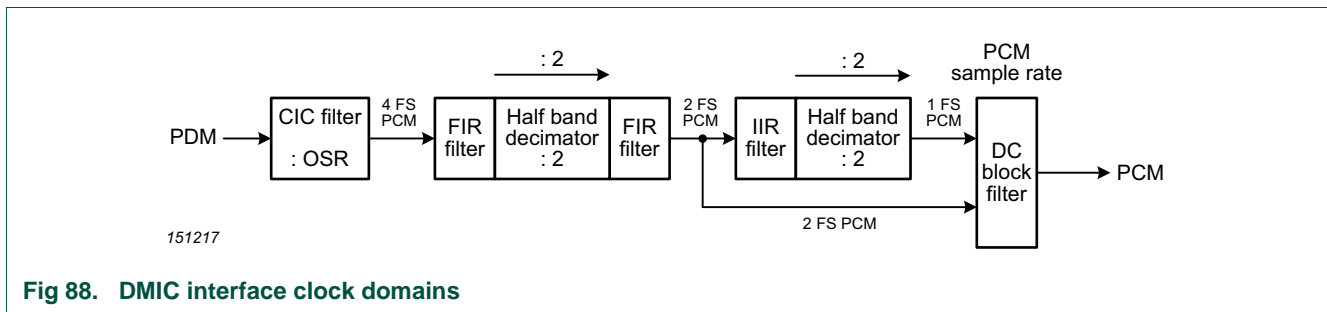 PDM
CIC filter
: OSR
4 FS
PCM
: 2
FIR
filter
Half band
decimator
: 2
FIR
filter
2 FS
PCM
: 2
IIR
filter
Half band
decimator
: 2
1 FS
PCM
PCM
sample rate
DC
block
filter
PCM
2 FS PCM
151217
Fig 88. DMIC interface clock domains